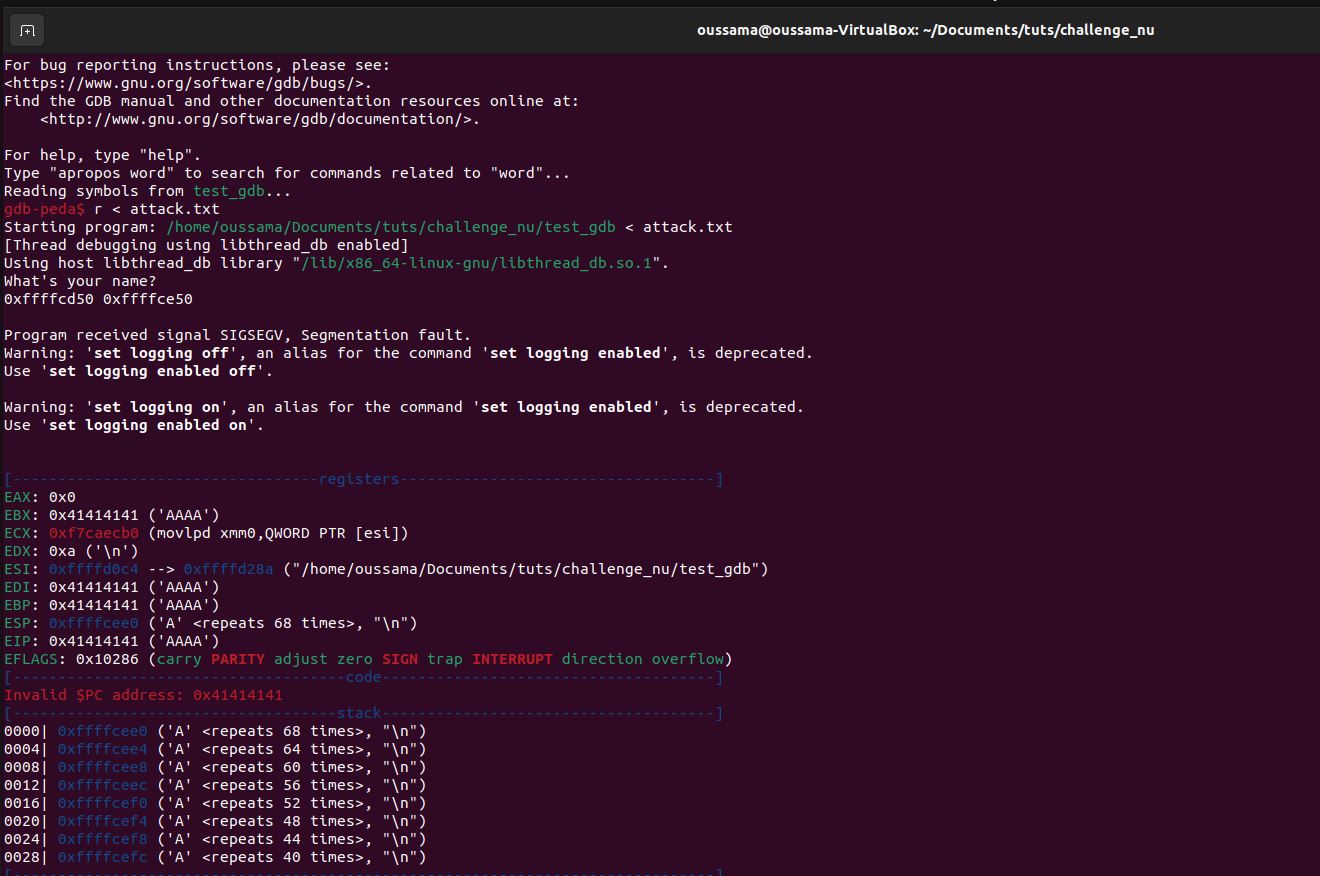 oussama@oussama-VirtualBox: ~/Documents/tuts/challenge_nu
For bug reporting instructions, please see:
<https://www.gnu.org/software/gdb/bugs/>.
Find the GDB manual and other documentation resources online at:
    <http://www.gnu.org/software/gdb/documentation/>.
For help, type "help".
Type "apropos word" to search for commands related to "word"...
Reading symbols from test_gdb...
gdb-peda$ r < attack.txt
Starting program: /home/oussama/Documents/tuts/challenge_nu/test_gdb < attack.txt
[Thread debugging using libthread_db enabled]
Using host libthread_db library "/lib/x86_64-linux-gnu/libthread_db.so.1".
What's your name?
0xffffcd50 0xffffce50
Program received signal SIGSEGV, Segmentation fault.
Warning: 'set logging off', an alias for the command 'set logging enabled', is deprecated.
Use 'set logging enabled off'.
Warning: 'set logging on', an alias for the command 'set logging enabled', is deprecated.
Use 'set logging enabled on'.
[----------------------------------registers-----------------------------------]
EAX: 0x0
EBX: 0x41414141 ('AAAA')
ECX: 0xf7caecb0 (movlpd xmm0,QWORD PTR [esi])
EDX: 0xa ('\n')
ESI: 0xffffd0c4 --> 0xffffd28a ("/home/oussama/Documents/tuts/challenge_nu/test_gdb")
EDI: 0x41414141 ('AAAA')
EBP: 0x41414141 ('AAAA')
ESP: 0xffffcee0 ('A' <repeats 68 times>, "\n")
EIP: 0x41414141 ('AAAA')
EFLAGS: 0x10286 (carry PARITY adjust zero SIGN trap INTERRUPT direction overflow)
[-------------------------------------code-------------------------------------]
Invalid $PC address: 0x41414141
[------------------------------------stack-------------------------------------]
0000| 0xffffcee0 ('A' <repeats 68 times>, "\n")
0004| 0xffffcee4 ('A' <repeats 64 times>, "\n")
0008| 0xffffcee8 ('A' <repeats 60 times>, "\n")
0012| 0xffffceec ('A' <repeats 56 times>, "\n")
0016| 0xffffcef0 ('A' <repeats 52 times>, "\n")
0020| 0xffffcef4 ('A' <repeats 48 times>, "\n")
0024| 0xffffcef8 ('A' <repeats 44 times>, "\n")
0028| 0xffffcefc ('A' <repeats 40 times>, "\n")
[------------------------------------------------------------------------------]